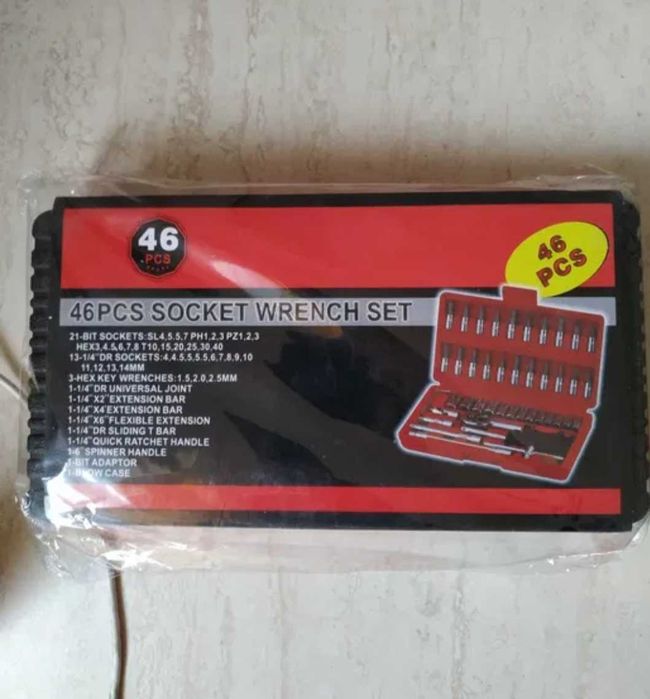 46
PCS
46
PCS
46PCS SOCKET WRENCH SET
21-BIT SOCKETS:SL4,5.5,7 PH1,2,3 PZ1,2,3
HEX3,4.5,6,7,8 T10,15,20,25,30,40
13-1/4"DR SOCKETS:4,4.5,5,5.5,6,7,8,9,10
11,12,13,14MM
3-HEX KEY WRENCHES:1.5,2.0,2.5MM
1-1/4"DR UNIVERSAL JOINT
1-1/4"X2"EXTENSION BAR
1-1/4"X4"EXTENSION BAR
1-1/4"X6"FLEXIBLE EXTENSION
1-1/4"DR SLIDING T BAR
1-1/4"QUICK RATCHET HANDLE
1-6" SPINNER HANDLE
1-BIT ADAPTOR
1-BLOW CASE